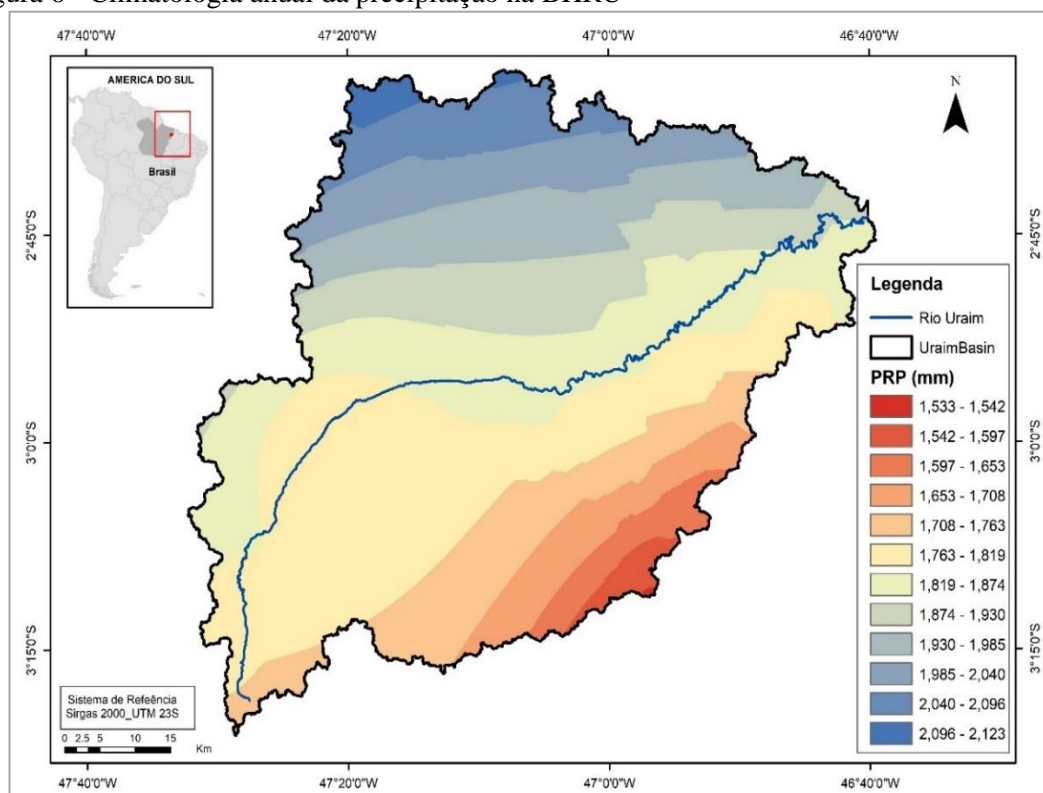 gura 6 - Climatologia anual da precipitação na BHRU
47°40'0"W 47°20'0"W 47°0'0"W 46°40'0"W
AMERICA DO SUL
Brasil
N
2°45'0"S
3°0'0"S
3°15'0"S
2°45'0"S
3°0'0"S
3°15'0"S
Legenda
Rio Uraim
UraimBasin
PRP (mm)
1,533 - 1,542
1,542 - 1,597
1,597 - 1,653
1,653 - 1,708
1,708 - 1,763
1,763 - 1,819
1,819 - 1,874
1,874 - 1,930
1,930 - 1,985
1,985 - 2,040
2,040 - 2,096
2,096 - 2,123
Sistema de Refeência
Sirgas 2000_UTM 23S
0 2.5 5 10 15
Km
47°40'0"W 47°20'0"W 47°0'0"W 46°40'0"W